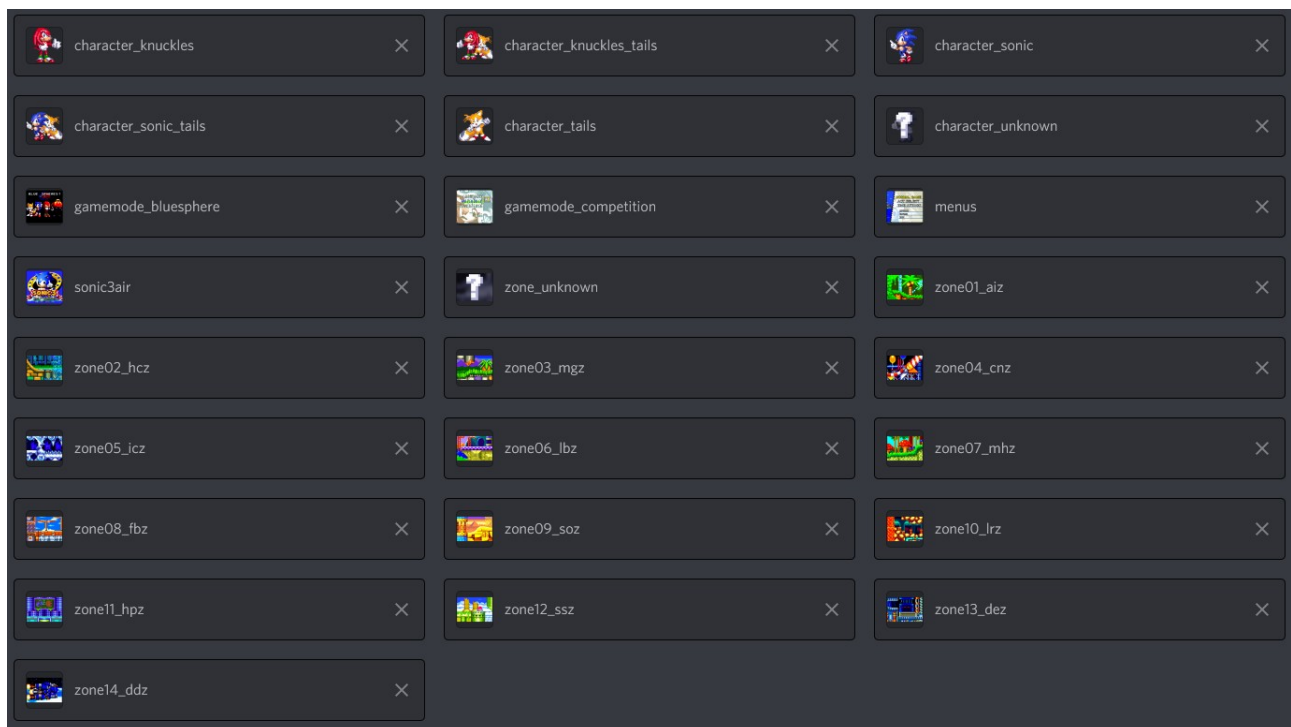 character_knuckles
character_knuckles_tails
character_sonic
character_sonic_tails
character_tails
character_unknown
gamemode_bluesphere
gamemode_competition
menus
sonic3air
zone_unknown
zone01_aiz
zone02_hcz
zone03_mgz
zone04_cnz
zone05_icz
zone06_lbz
zone07_mhz
zone08_fbz
zone09_soz
zone10_lrz
zone11_hpz
zone12_ssz
zone13_dez
zone14_ddz